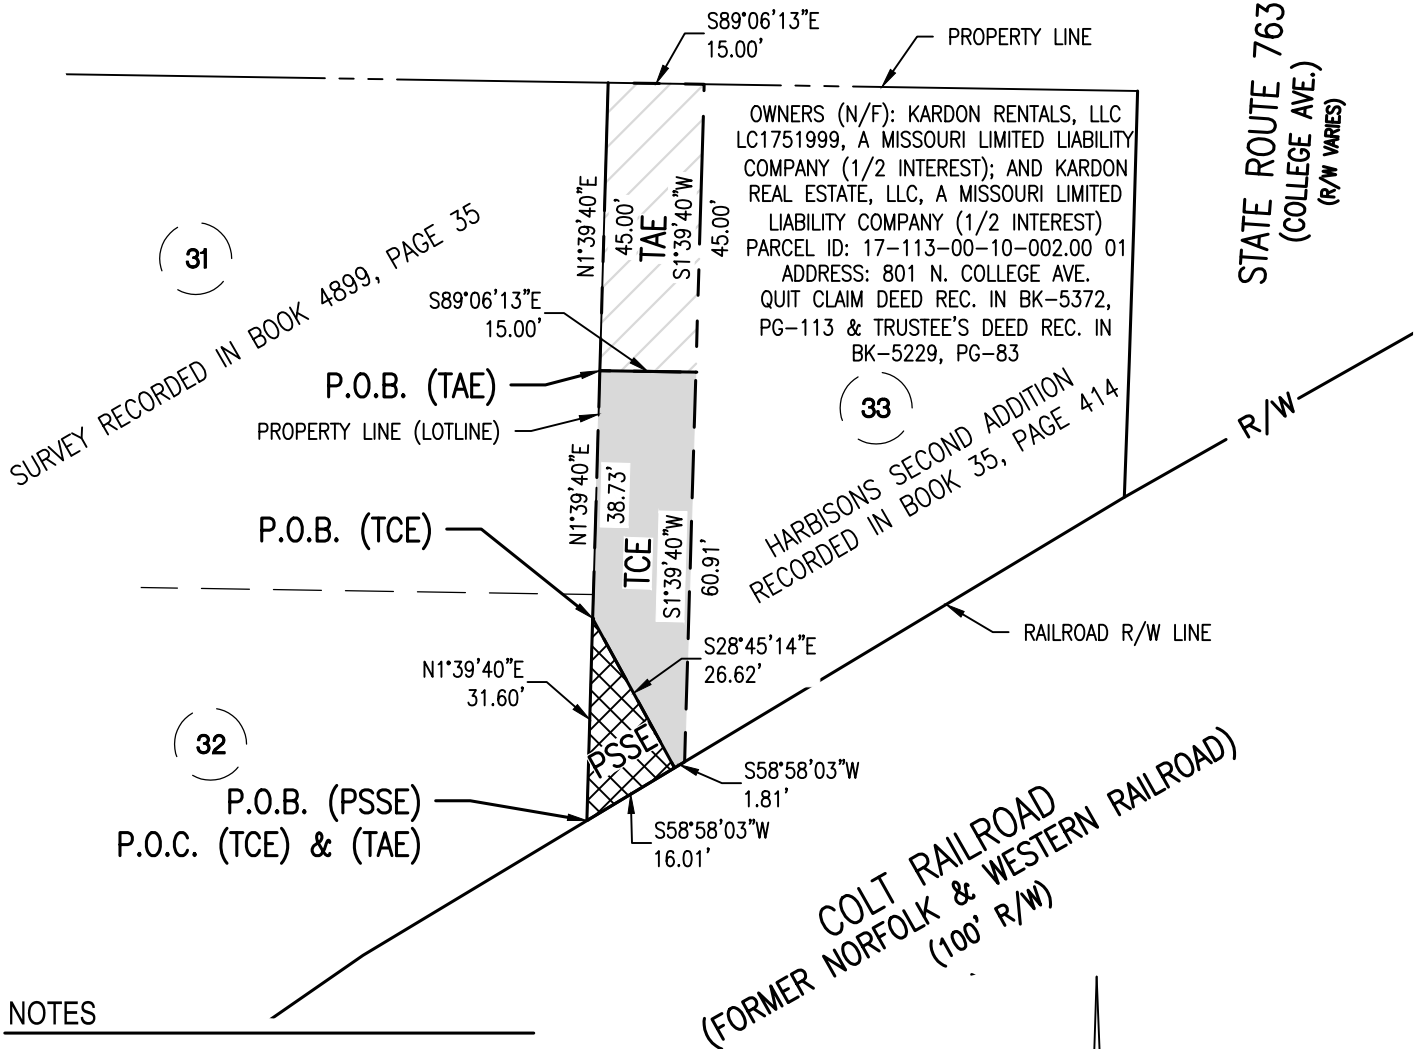 S89°06'13"E
15.00'
PROPERTY LINE
STATE ROUTE 763
(COLLEGE AVE.)
(R/W VARIES)
OWNERS (N/F): KARDON RENTALS, LLC
LC1751999, A MISSOURI LIMITED LIABILITY
COMPANY (1/2 INTEREST); AND KARDON
REAL ESTATE, LLC, A MISSOURI LIMITED
LIABILITY COMPANY (1/2 INTEREST)
PARCEL ID: 17-113-00-10-002.00 01
ADDRESS: 801 N. COLLEGE AVE.
QUIT CLAIM DEED REC. IN BK-5372,
PG-113 & TRUSTEE'S DEED REC. IN
BK-5229, PG-83
N1°39'40"E
45.00'
TAE
S1°39'40"W
45.00'
31
SURVEY RECORDED IN BOOK 4899, PAGE 35
S89°06'13"E
15.00'
P.O.B. (TAE)
PROPERTY LINE (LOTLINE)
33
HARBISONS SECOND ADDITION
RECORDED IN BOOK 35, PAGE 414
R/W
N1°39'40"E
38.73'
TCE
S1°39'40"W
60.91'
P.O.B. (TCE)
RAILROAD R/W LINE
S28°45'14"E
26.62'
N1°39'40"E
31.60'
32
PSSE
S58°58'03"W
1.81'
P.O.B. (PSSE)
P.O.C. (TCE) & (TAE)
S58°58'03"W
16.01'
COLT RAILROAD
(FORMER NORFOLK & WESTERN RAILROAD)
(100' R/W)
NOTES